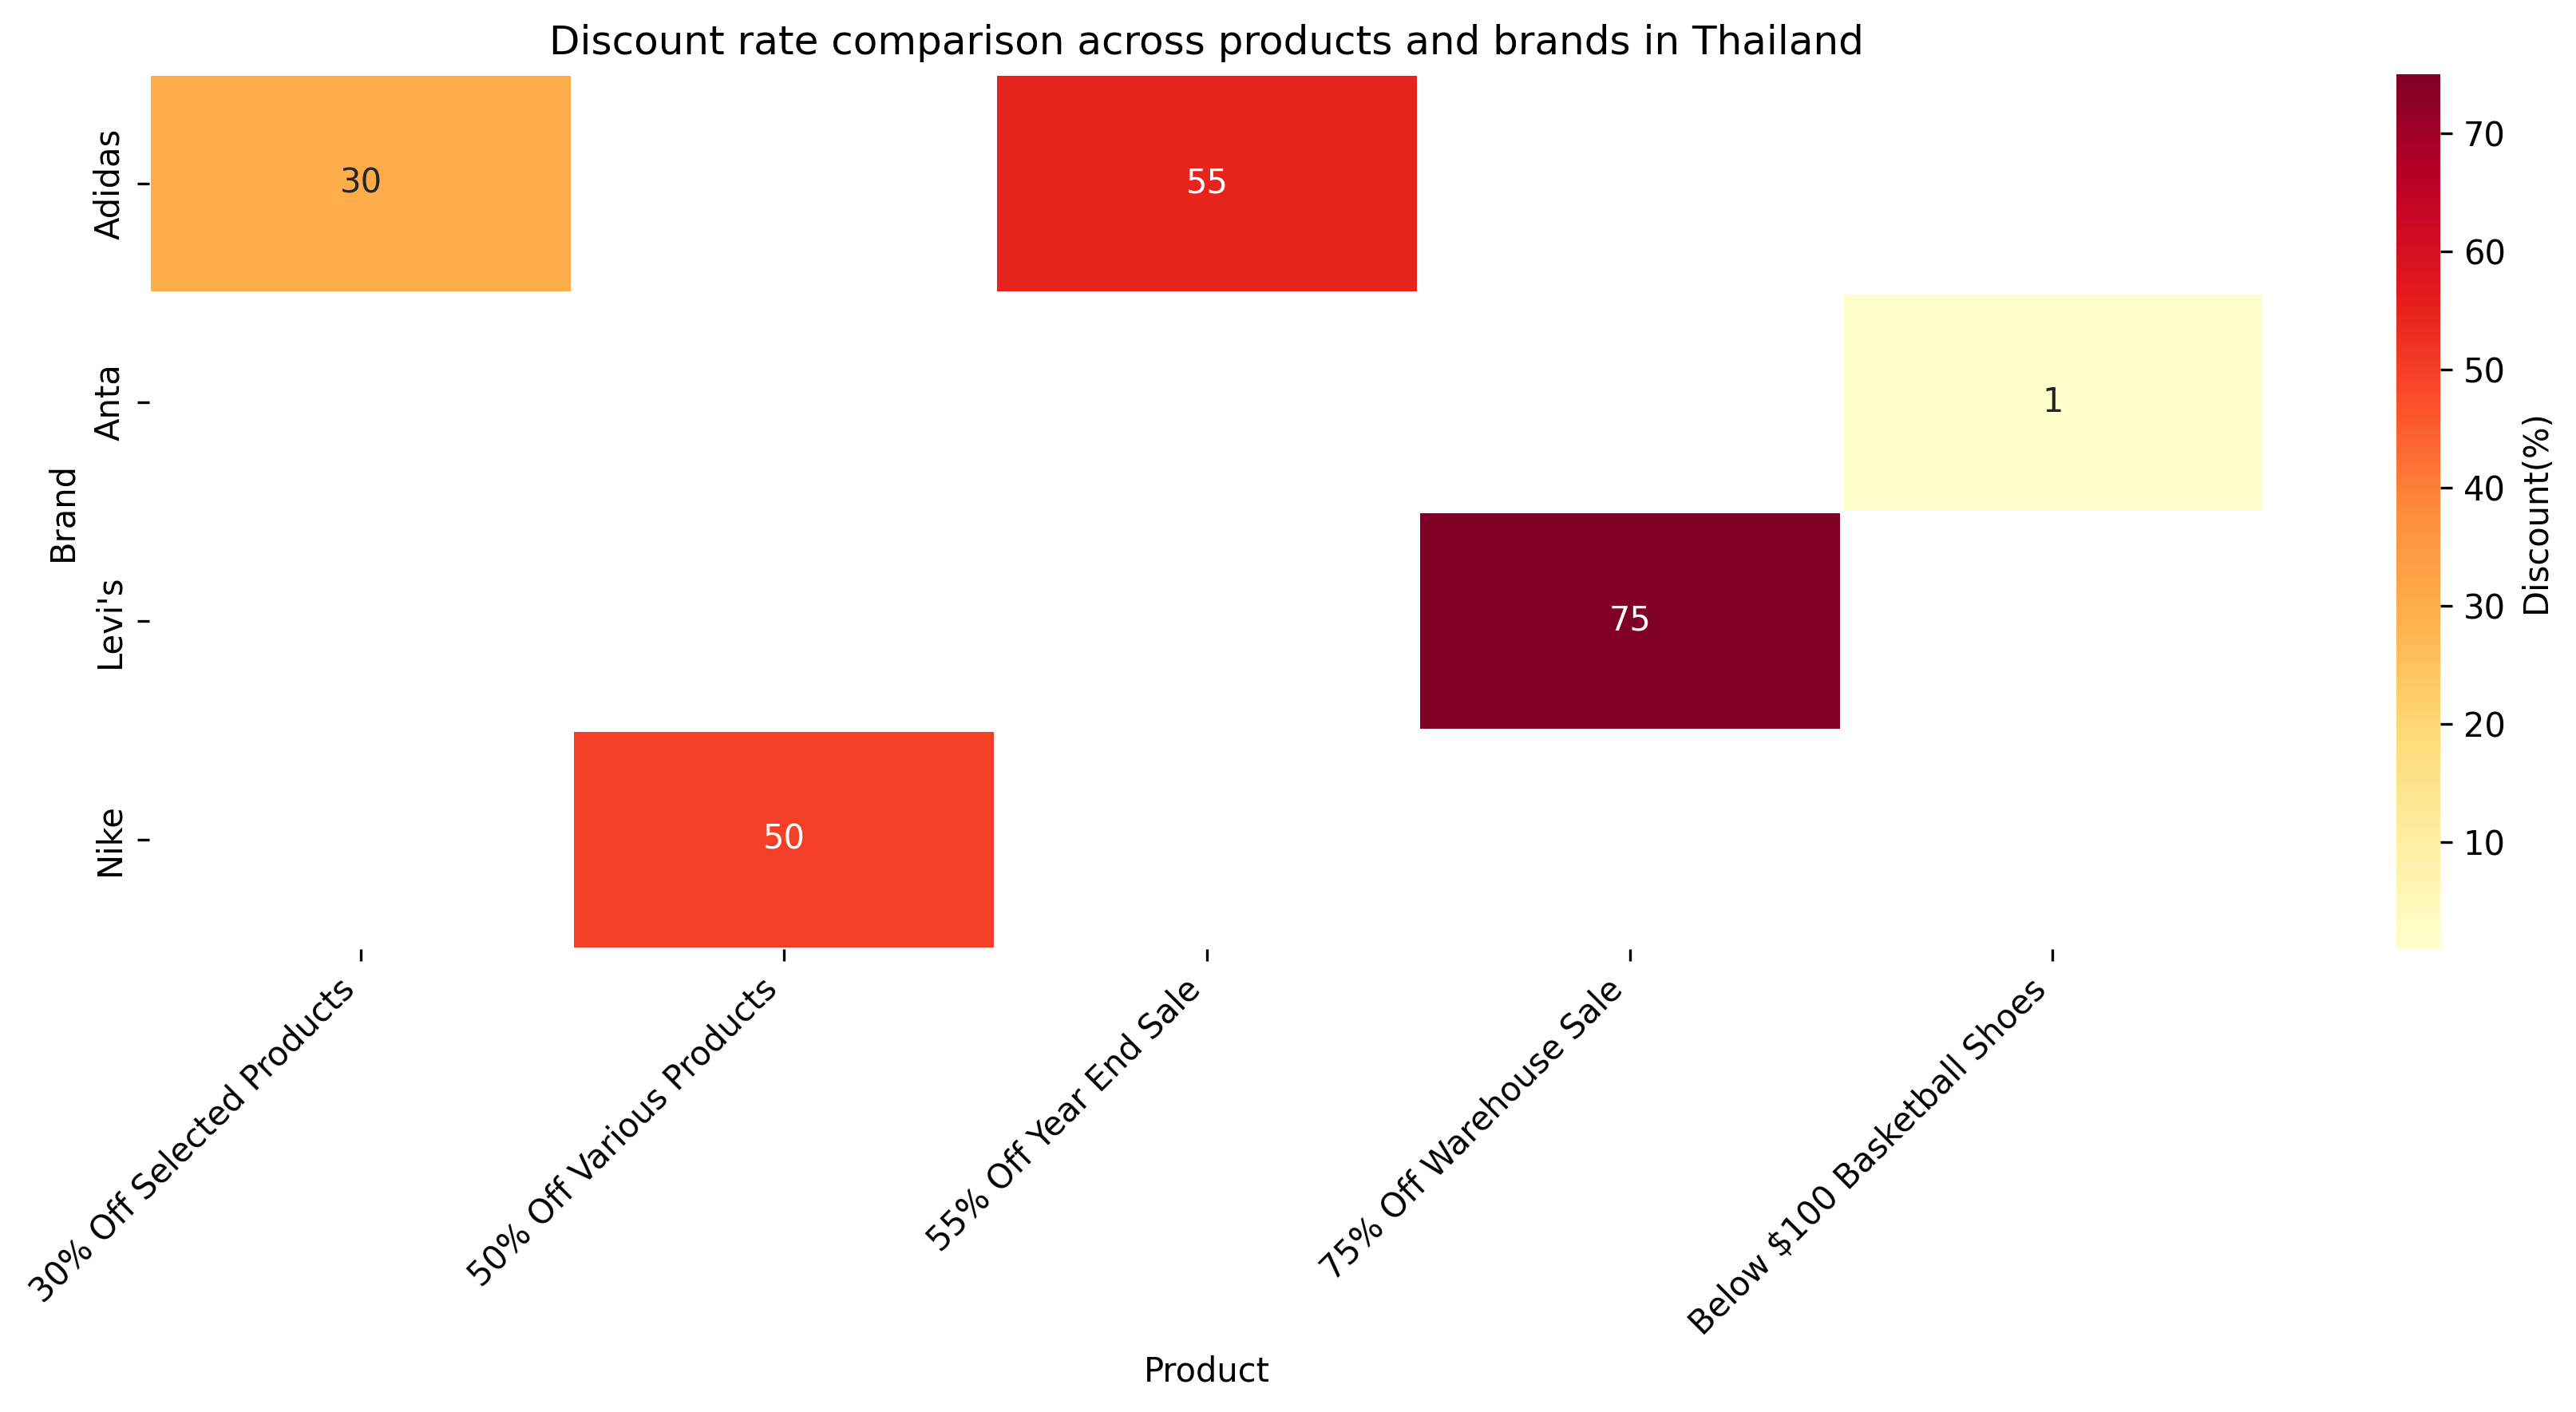 Discount rate comparison across products and brands in Thailand
Brand
Adidas
30
55
Anta
1
Levi's
75
Nike
50
30% Off Selected Products
50% Off Various Products
55% Off Year End Sale
75% Off Warehouse Sale
Below $100 Basketball Shoes
Product
70
60
50
40
30
20
10
Discount(%)